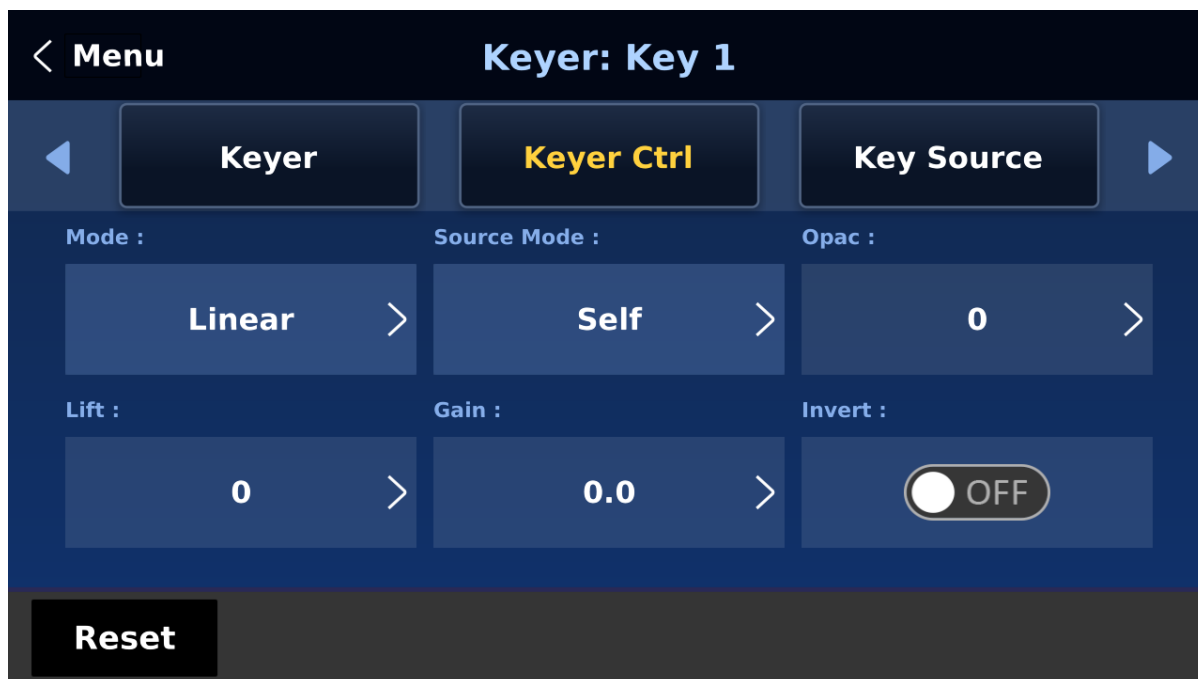 Menu
Keyer: Key 1
Keyer Keyer Ctrl Key Source
Mode : Source Mode : Opac :
Linear Self 0
Lift : Gain : Invert :
0 0.0 OFF
Reset